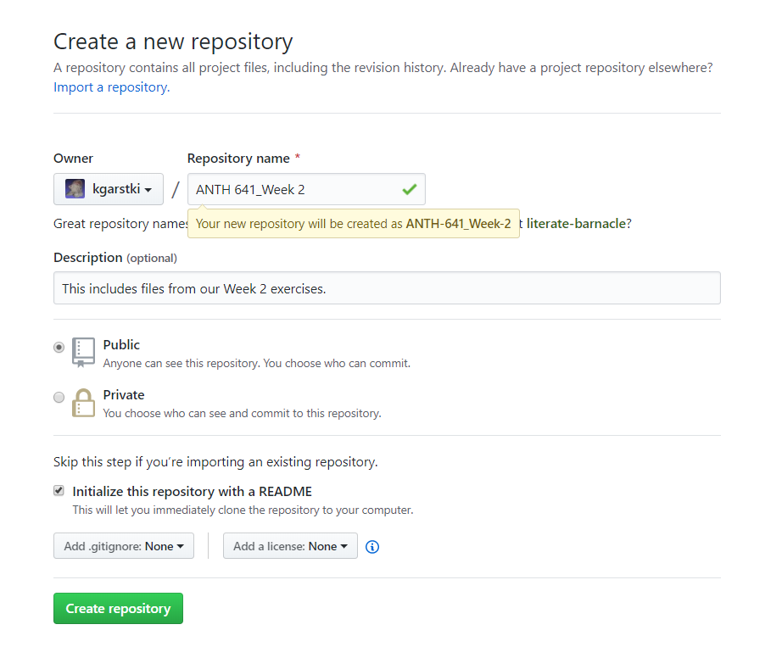 Create a new repository
A repository contains all project files, including the revision history. Already have a project repository elsewhere?
Import a repository.
Owner
Repository name *
kgarstki
/
ANTH 641_Week 2
Great repository names
Your new repository will be created as ANTH-641_Week-2
t literate-barnacle?
Description (optional)
This includes files from our Week 2 exercises.
Public
Anyone can see this repository. You choose who can commit.
Private
You choose who can see and commit to this repository.
Skip this step if you’re importing an existing repository.
Initialize this repository with a README
This will let you immediately clone the repository to your computer.
Add .gitignore: None
Add a license: None
Create repository